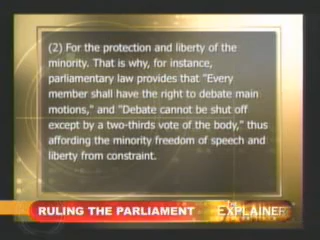 (2) For the protection and liberty of the
minority. That is why, for instance,
parliamentary law provides that "Every
member shall have the right to debate main
motions," and "Debate cannot be shut off
except by a two-thirds vote of the body," thus
affording the minority freedom of speech and
liberty from constraint.
RULING THE PARLIAMENT
THE
EXPLAINER